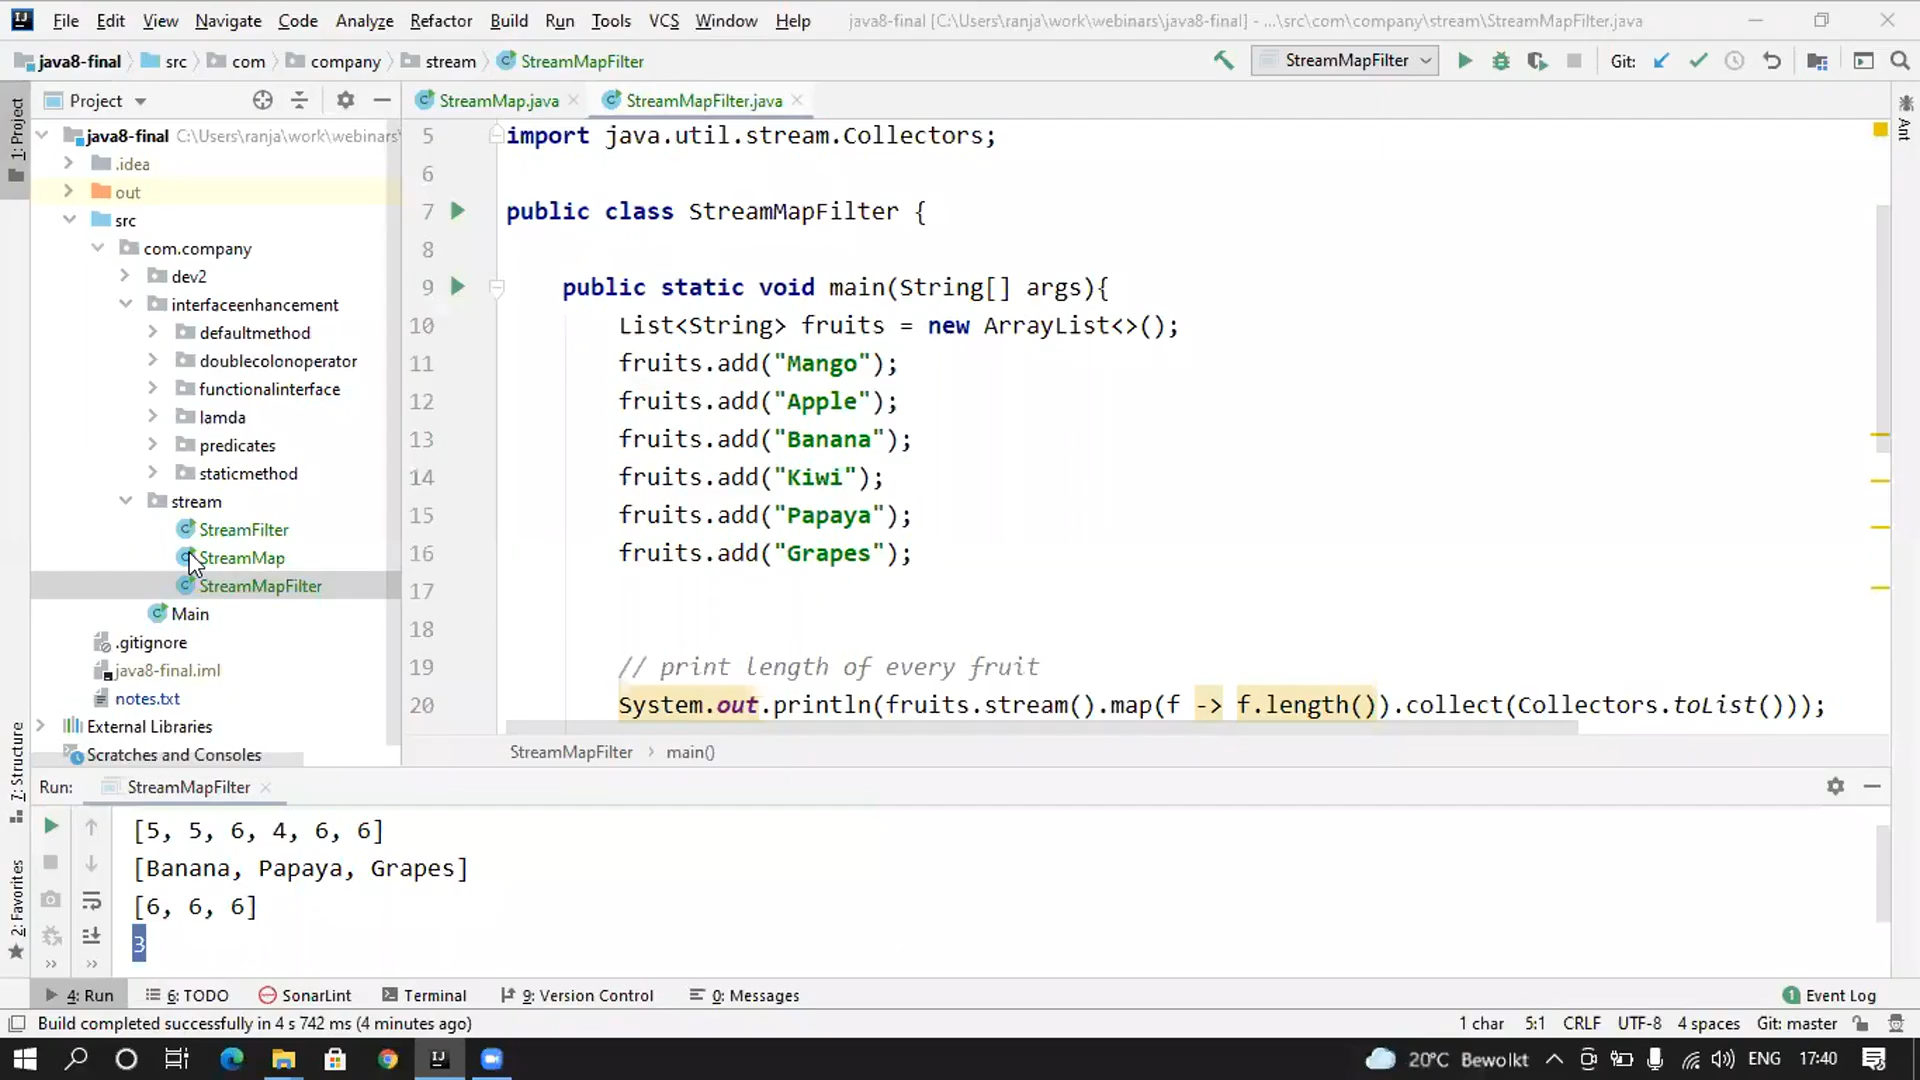 File Edit View Navigate Code Analyze Refactor Build Run Tools VCS Window Help java8-final [C:\Users\ranja\work\webinars\java8-final] - ...\src\com\company\stream\StreamMapFilter.java
java8-final src com company stream StreamMapFilter StreamMapFilter Git:
Project StreamMap.java StreamMapFilter.java
1: Project
Ant
java8-final C:\Users\ranja\work\webinars\
.idea
out
src
com.company
dev2
interfaceenhancement
defaultmethod
doublecolonoperator
functionalinterface
lamda
predicates
staticmethod
stream
StreamFilter
StreamMap
StreamMapFilter
Main
.gitignore
java8-final.iml
notes.txt
External Libraries
Scratches and Consoles
5 import java.util.stream.Collectors;
6
7 public class StreamMapFilter {
8
9 public static void main(String[] args){
10 List<String> fruits = new ArrayList<>();
11 fruits.add("Mango");
12 fruits.add("Apple");
13 fruits.add("Banana");
14 fruits.add("Kiwi");
15 fruits.add("Papaya");
16 fruits.add("Grapes");
17
18
19 // print length of every fruit
20 System.out.println(fruits.stream().map(f -> f.length()).collect(Collectors.toList()));
StreamMapFilter main()
7: Structure
2: Favorites
Run: StreamMapFilter
[5, 5, 6, 4, 6, 6]
[Banana, Papaya, Grapes]
[6, 6, 6]
3
4: Run 6: TODO SonarLint Terminal 9: Version Control 0: Messages 1 Event Log
Build completed successfully in 4 s 742 ms (4 minutes ago) 1 char 5:1 CRLF UTF-8 4 spaces Git: master
20°C Bewolkt ENG 17:40